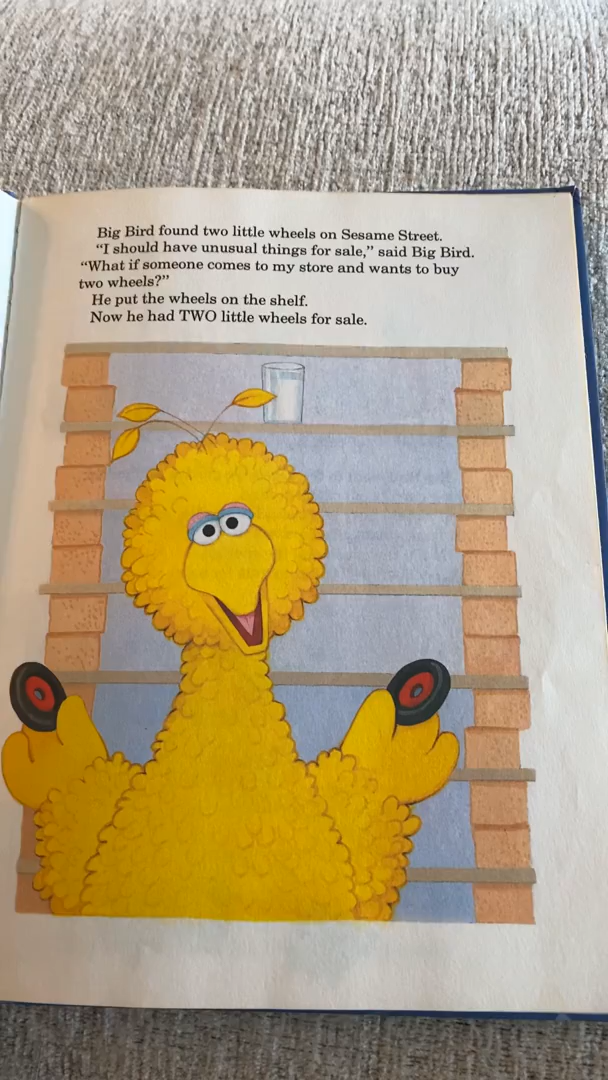 Big Bird found two little wheels on Sesame Street.
“I should have unusual things for sale,” said Big Bird.
“What if someone comes to my store and wants to buy
two wheels?”
He put the wheels on the shelf.
Now he had TWO little wheels for sale.